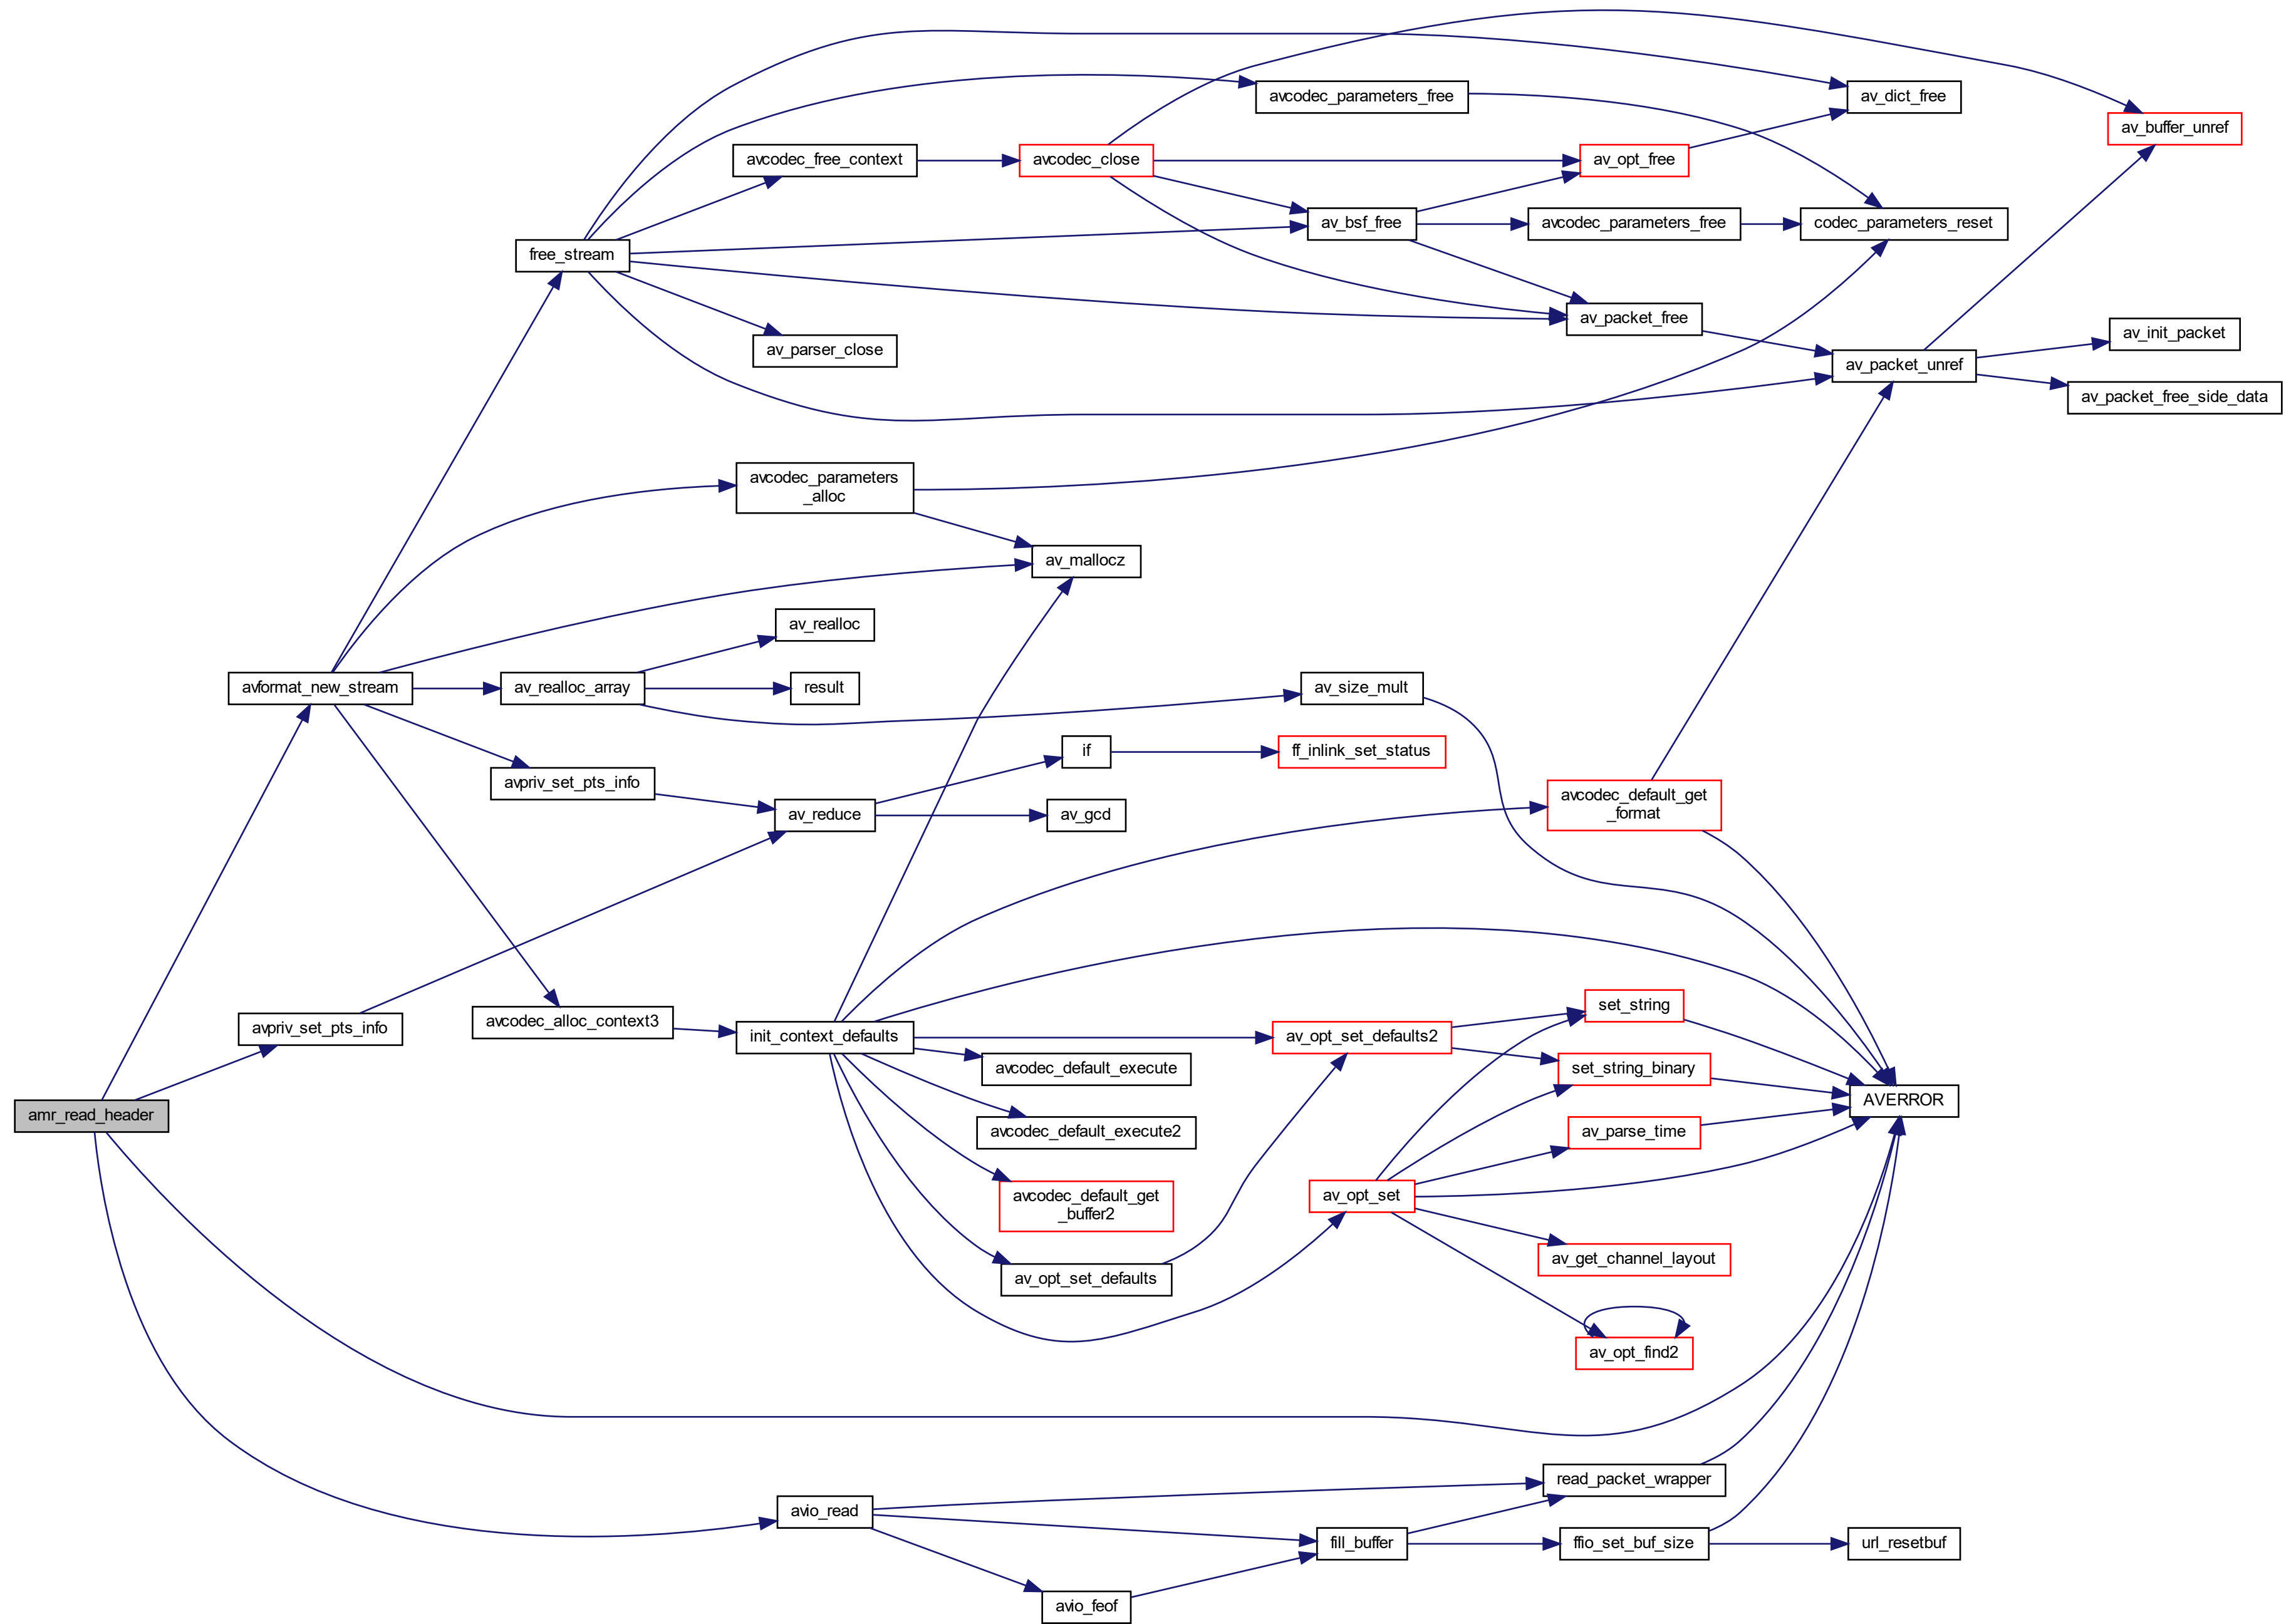 avcodec_parameters_free
av_dict_free
av_buffer_unref
avcodec_free_context
avcodec_close
av_opt_free
free_stream
av_bsf_free
avcodec_parameters_free
codec_parameters_reset
av_packet_free
av_init_packet
av_parser_close
av_packet_unref
av_packet_free_side_data
avcodec_parameters
_alloc
av_mallocz
av_realloc
avformat_new_stream
av_realloc_array
result
av_size_mult
if
ff_inlink_set_status
avpriv_set_pts_info
av_reduce
av_gcd
avcodec_default_get
_format
set_string
avcodec_alloc_context3
avpriv_set_pts_info
init_context_defaults
av_opt_set_defaults2
avcodec_default_execute
set_string_binary
amr_read_header
AVERROR
avcodec_default_execute2
av_parse_time
avcodec_default_get
_buffer2
av_opt_set
av_opt_set_defaults
av_get_channel_layout
av_opt_find2
read_packet_wrapper
avio_read
fill_buffer
ffio_set_buf_size
url_resetbuf
avio_feof